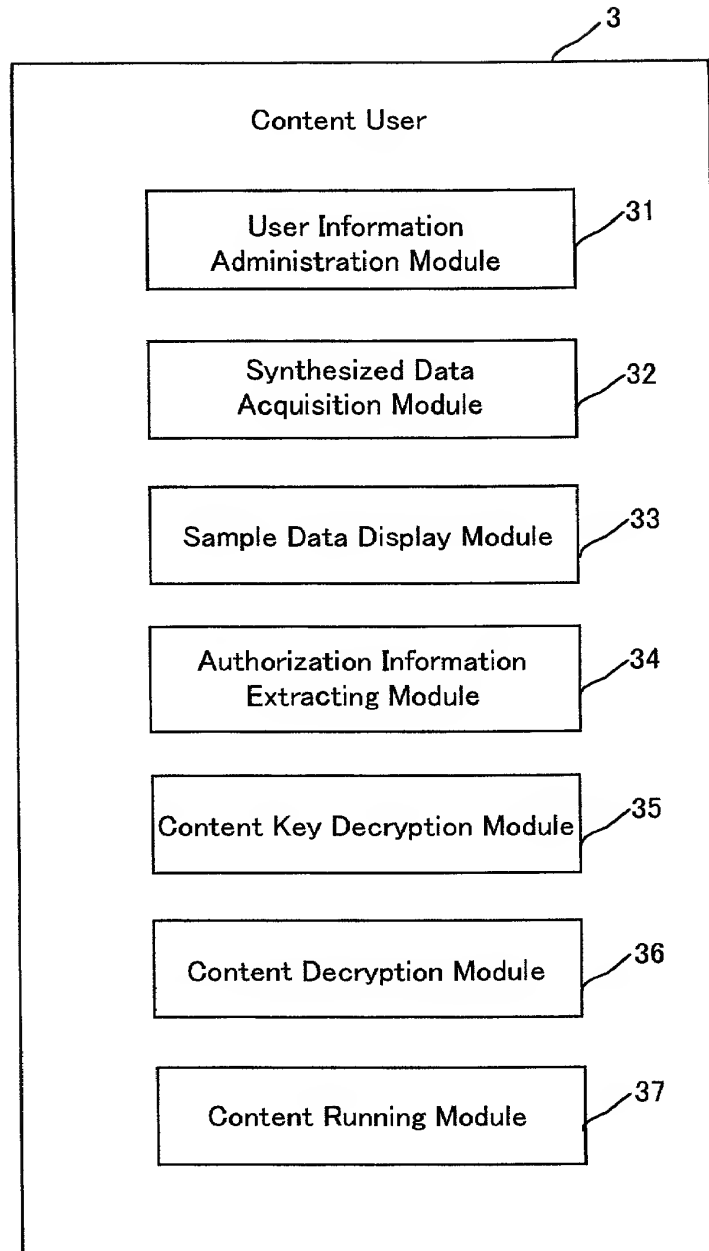 3
Content User
User Information
Administration Module
31
Synthesized Data
Acquisition Module
32
Sample Data Display Module
33
Authorization Information
Extracting Module
34
Content Key Decryption Module
35
Content Decryption Module
36
Content Running Module
37